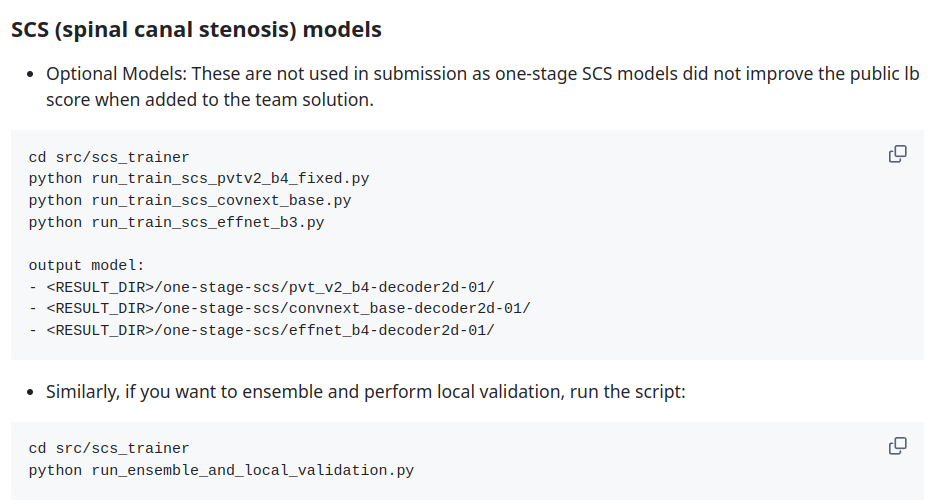 SCS (spinal canal stenosis) models
• Optional Models: These are not used in submission as one-stage SCS models did not improve the public lb
score when added to the team solution.
cd src/scs_trainer
python run_train_scs_pvtv2_b4_fixed.py
python run_train_scs_covnext_base.py
python run_train_scs_effnet_b3.py
output model:
- <RESULT_DIR>/one-stage-scs/pvt_v2_b4-decoder2d-01/
- <RESULT_DIR>/one-stage-scs/convnext_base-decoder2d-01/
- <RESULT_DIR>/one-stage-scs/effnet_b4-decoder2d-01/
• Similarly, if you want to ensemble and perform local validation, run the script:
cd src/scs_trainer
python run_ensemble_and_local_validation.py